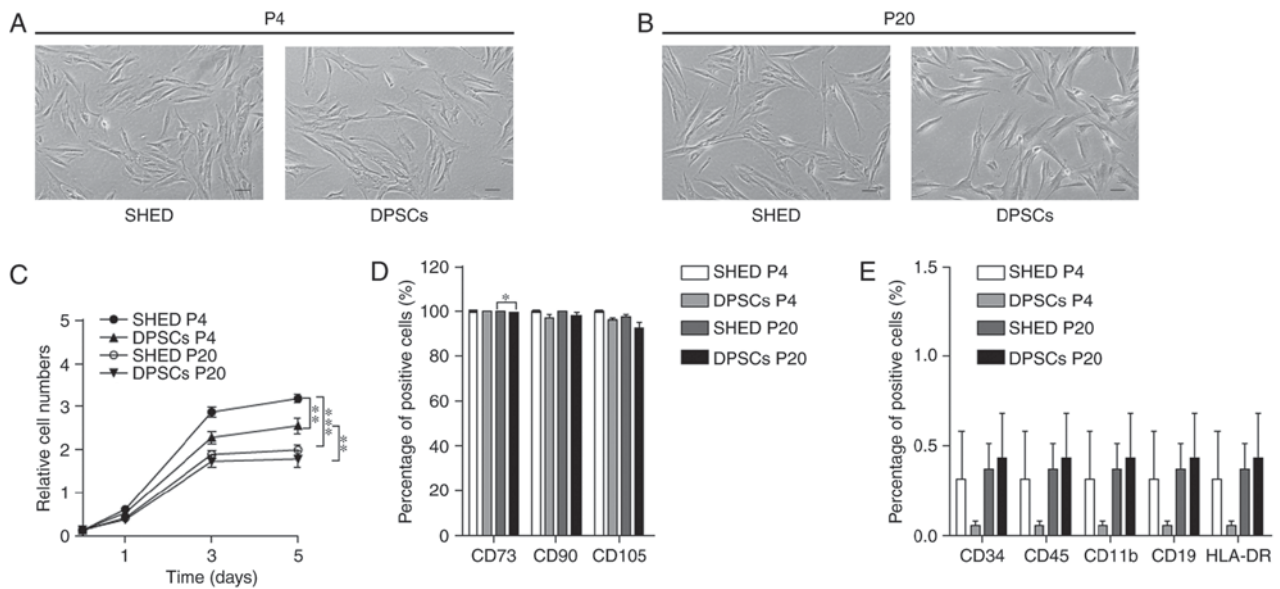 A
P4
SHED
DPSCs
B
P20
SHED
DPSCs
C
SHED P4
DPSCs P4
SHED P20
DPSCs P20
Relative cell numbers
5
4
3
2
1
0
1
3
5
Time (days)
**
***
**
D
Percentage of positive cells (%)
120
100
80
60
40
20
0
*
CD73
CD90
CD105
SHED P4
DPSCs P4
SHED P20
DPSCs P20
E
Percentage of positive cells (%)
1.5
1.0
0.5
0.0
SHED P4
DPSCs P4
SHED P20
DPSCs P20
CD34
CD45
CD11b
CD19
HLA-DR